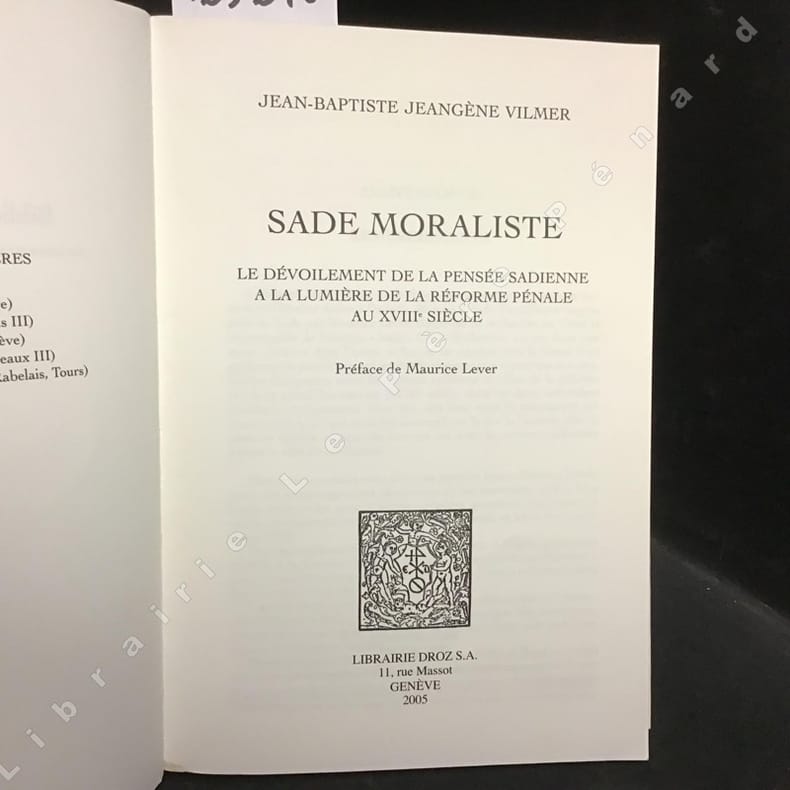 RES
e)
s III)
ève)
eaux III)
Rabelais, Tours)
JEAN-BAPTISTE JEANGÈNE VILMER
SADE MORALISTE
LE DÉVOILEMENT DE LA PENSÉE SADIENNE
A LA LUMIÈRE DE LA RÉFORME PÉNALE
AU XVIIIe SIÈCLE
Préface de Maurice Lever
LIBRAIRIE DROZ S.A.
11, rue Massot
GENÈVE
2005
Librairie Le Père Pénard